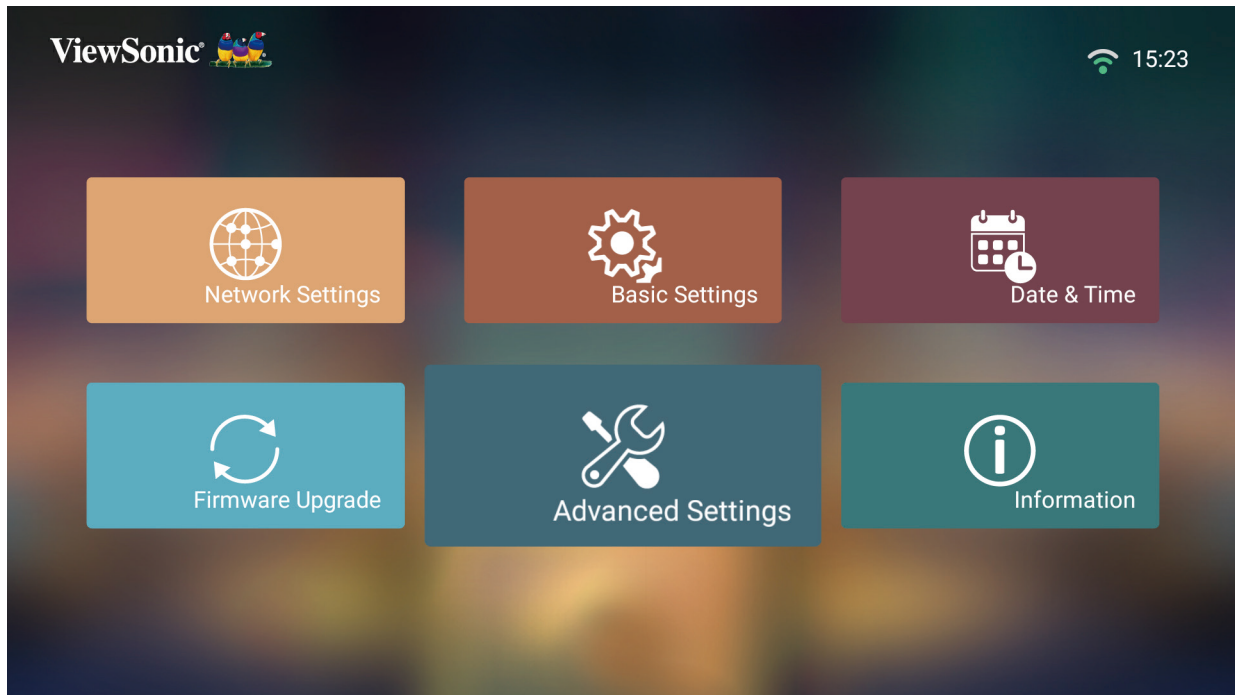 ViewSonic®
15:23
Network Settings
Basic Settings
Date & Time
Firmware Upgrade
Advanced Settings
Information